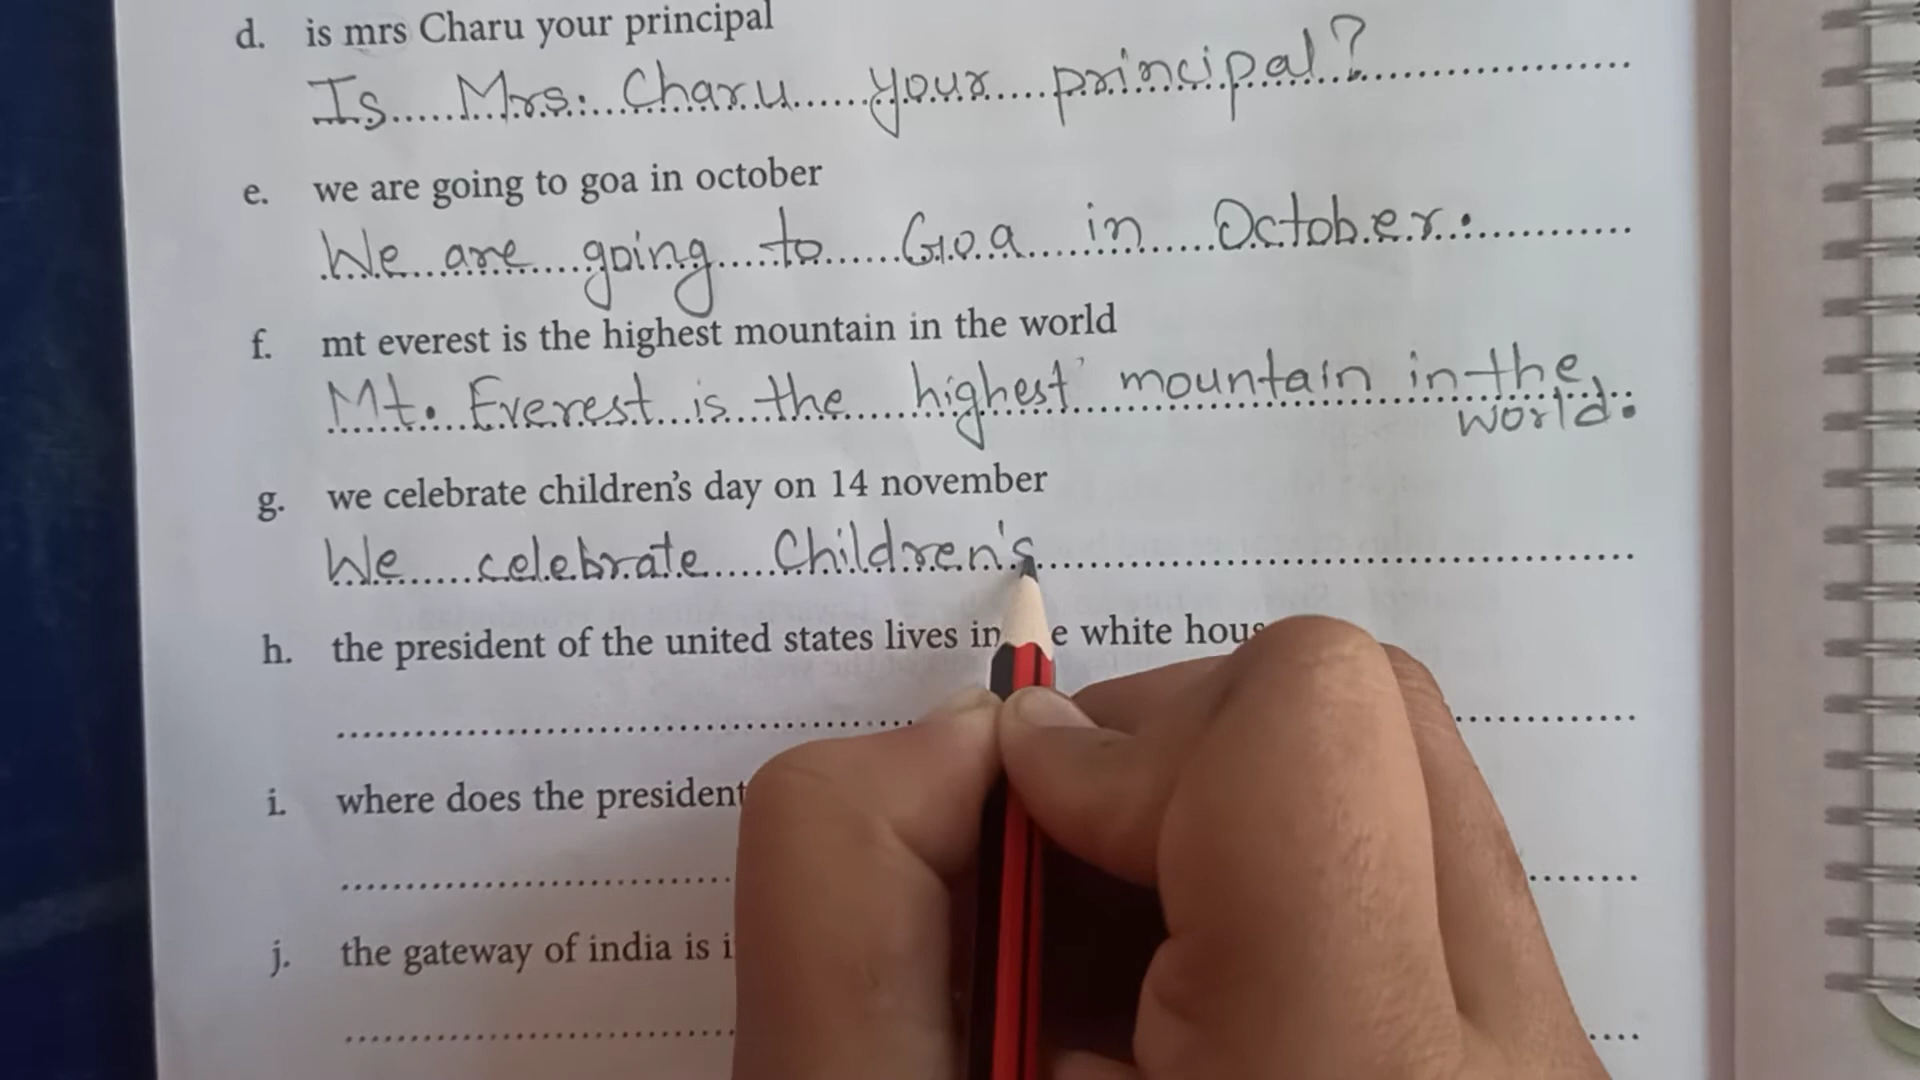 d. is mrs Charu your principal
Is Mrs. Charu your principal?
e. we are going to goa in october
We are going to Goa in October.
f. mt everest is the highest mountain in the world
Mt. Everest is the highest mountain in the
world.
g. we celebrate children's day on 14 november
We celebrate Children's
h. the president of the united states lives in white
i. where does the president
j. the gateway of india is